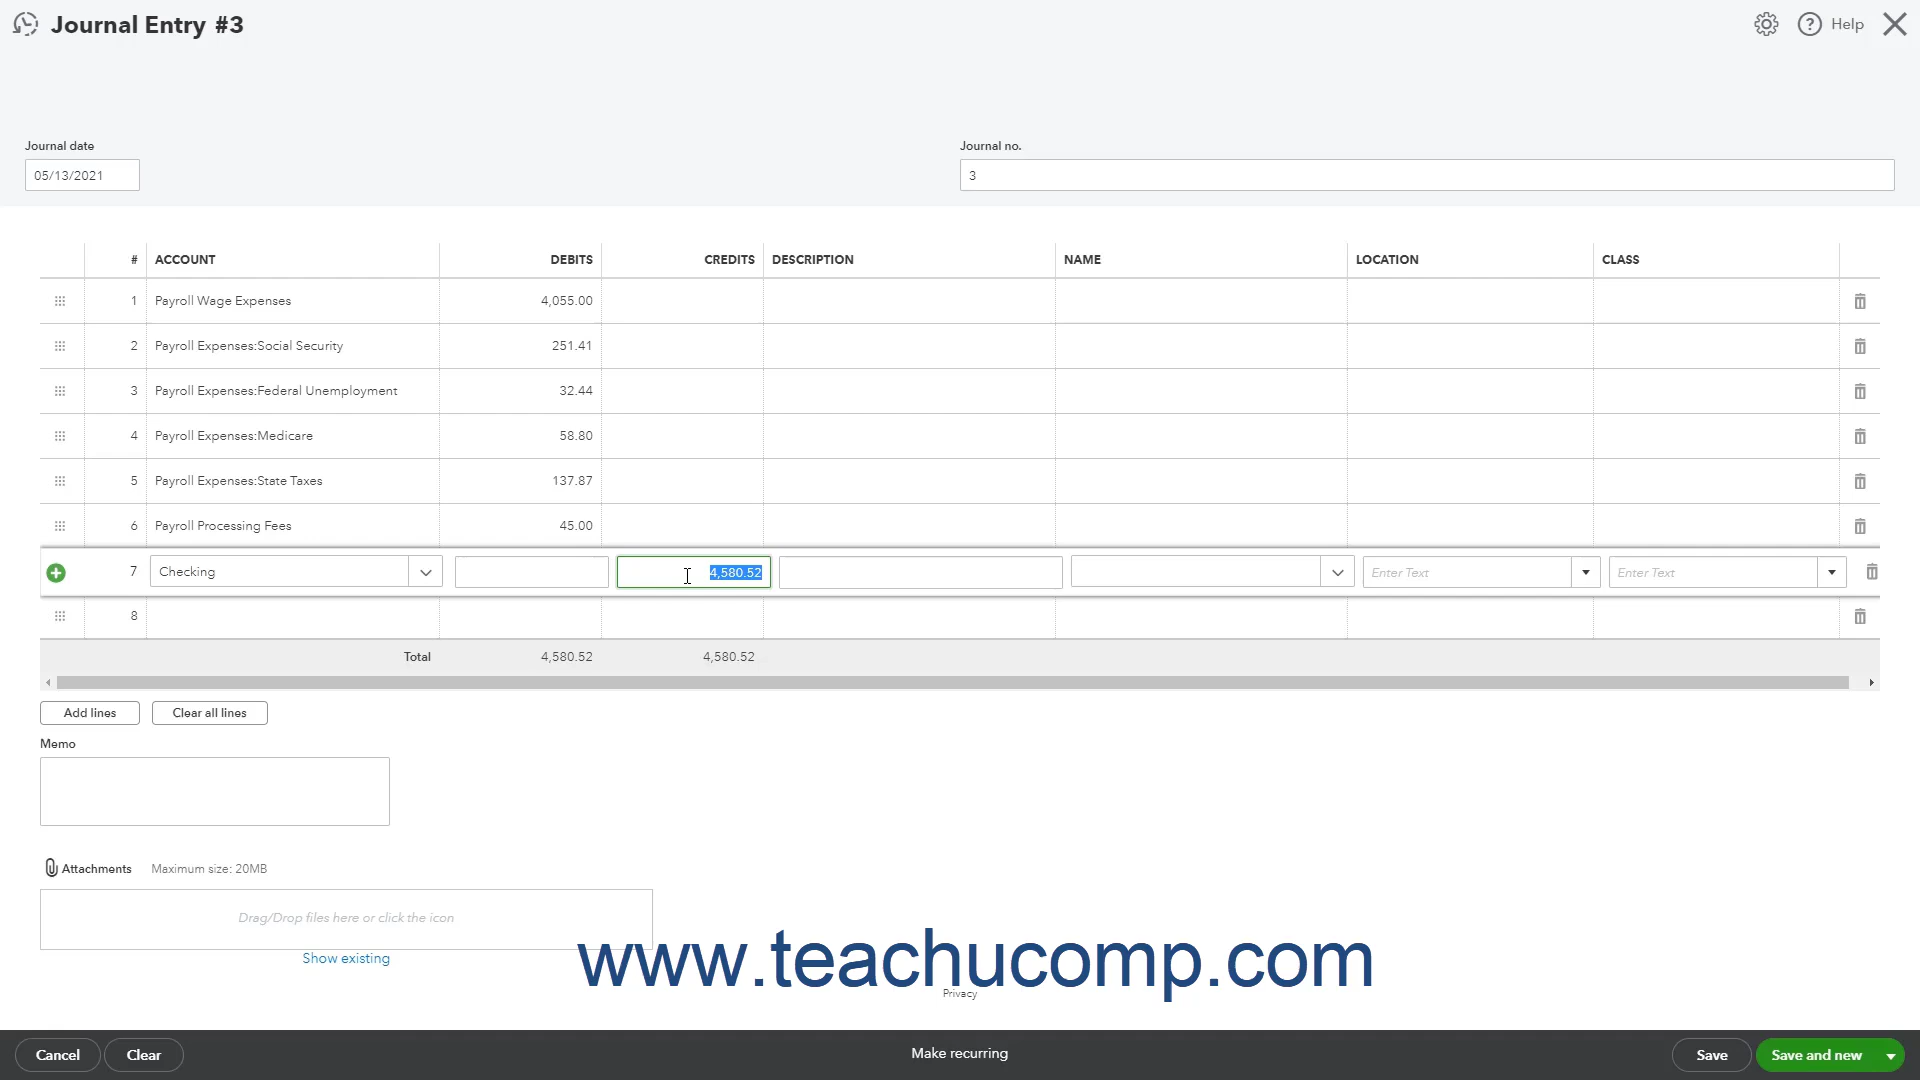 Journal Entry #3
Help
Journal date
Journal no.
05/13/2021
3
# ACCOUNT DEBITS CREDITS DESCRIPTION NAME LOCATION CLASS
1 Payroll Wage Expenses 4,055.00
2 Payroll Expenses:Social Security 251.41
3 Payroll Expenses:Federal Unemployment 32.44
4 Payroll Expenses:Medicare 58.80
5 Payroll Expenses:State Taxes 137.87
6 Payroll Processing Fees 45.00
7 Checking 4,580.52 Enter Text Enter Text
8
Total 4,580.52 4,580.52
Add lines Clear all lines
Memo
Attachments Maximum size: 20MB
Drag/Drop files here or click the icon
Show existing
www.teachucomp.com
Privacy
Cancel Clear Make recurring Save Save and new